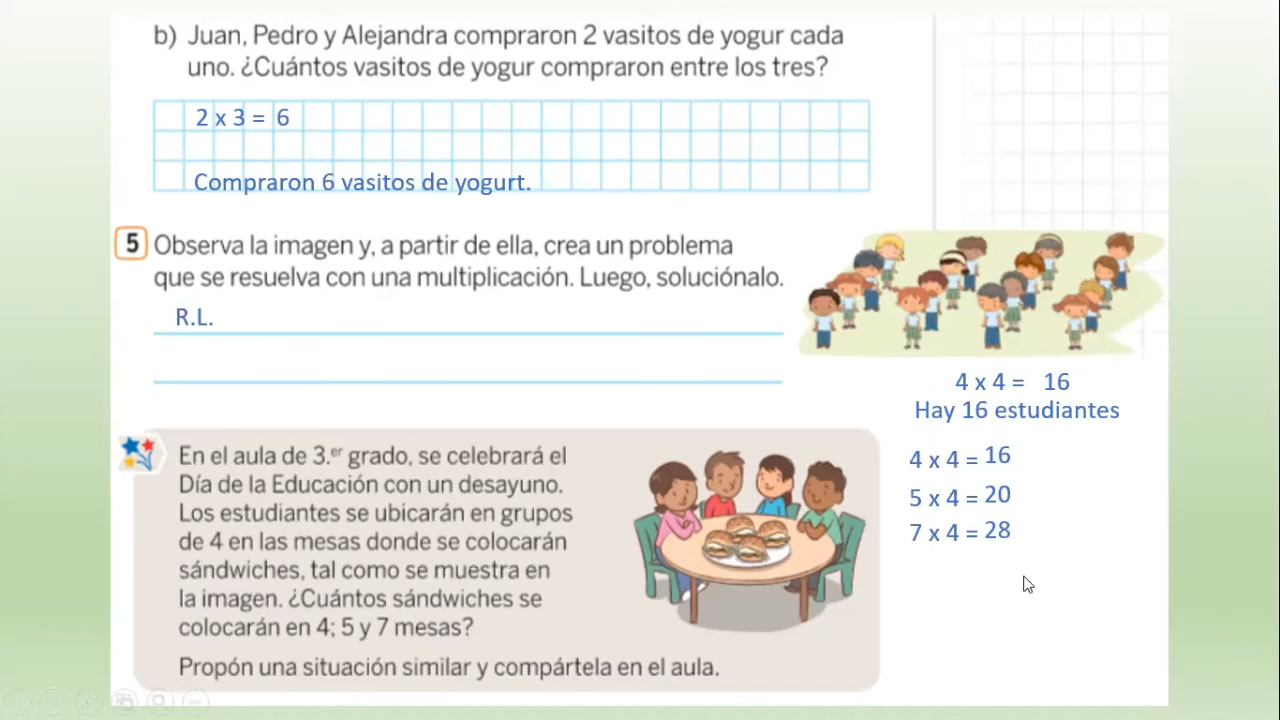 b) Juan, Pedro y Alejandra compraron 2 vasitos de yogur cada
uno. ¿Cuántos vasitos de yogur compraron entre los tres?
2 x 3 = 6
Compraron 6 vasitos de yogurt.
5 Observa la imagen y, a partir de ella, crea un problema
que se resuelva con una multiplicación. Luego, soluciónalo.
R.L.
4 x 4 = 16
Hay 16 estudiantes
4 x 4 = 16
5 x 4 = 20
7 x 4 = 28
En el aula de 3.er grado, se celebrará el
Día de la Educación con un desayuno.
Los estudiantes se ubicarán en grupos
de 4 en las mesas donde se colocarán
sándwiches, tal como se muestra en
la imagen. ¿Cuántos sándwiches se
colocarán en 4; 5 y 7 mesas?
Propón una situación similar y compártela en el aula.